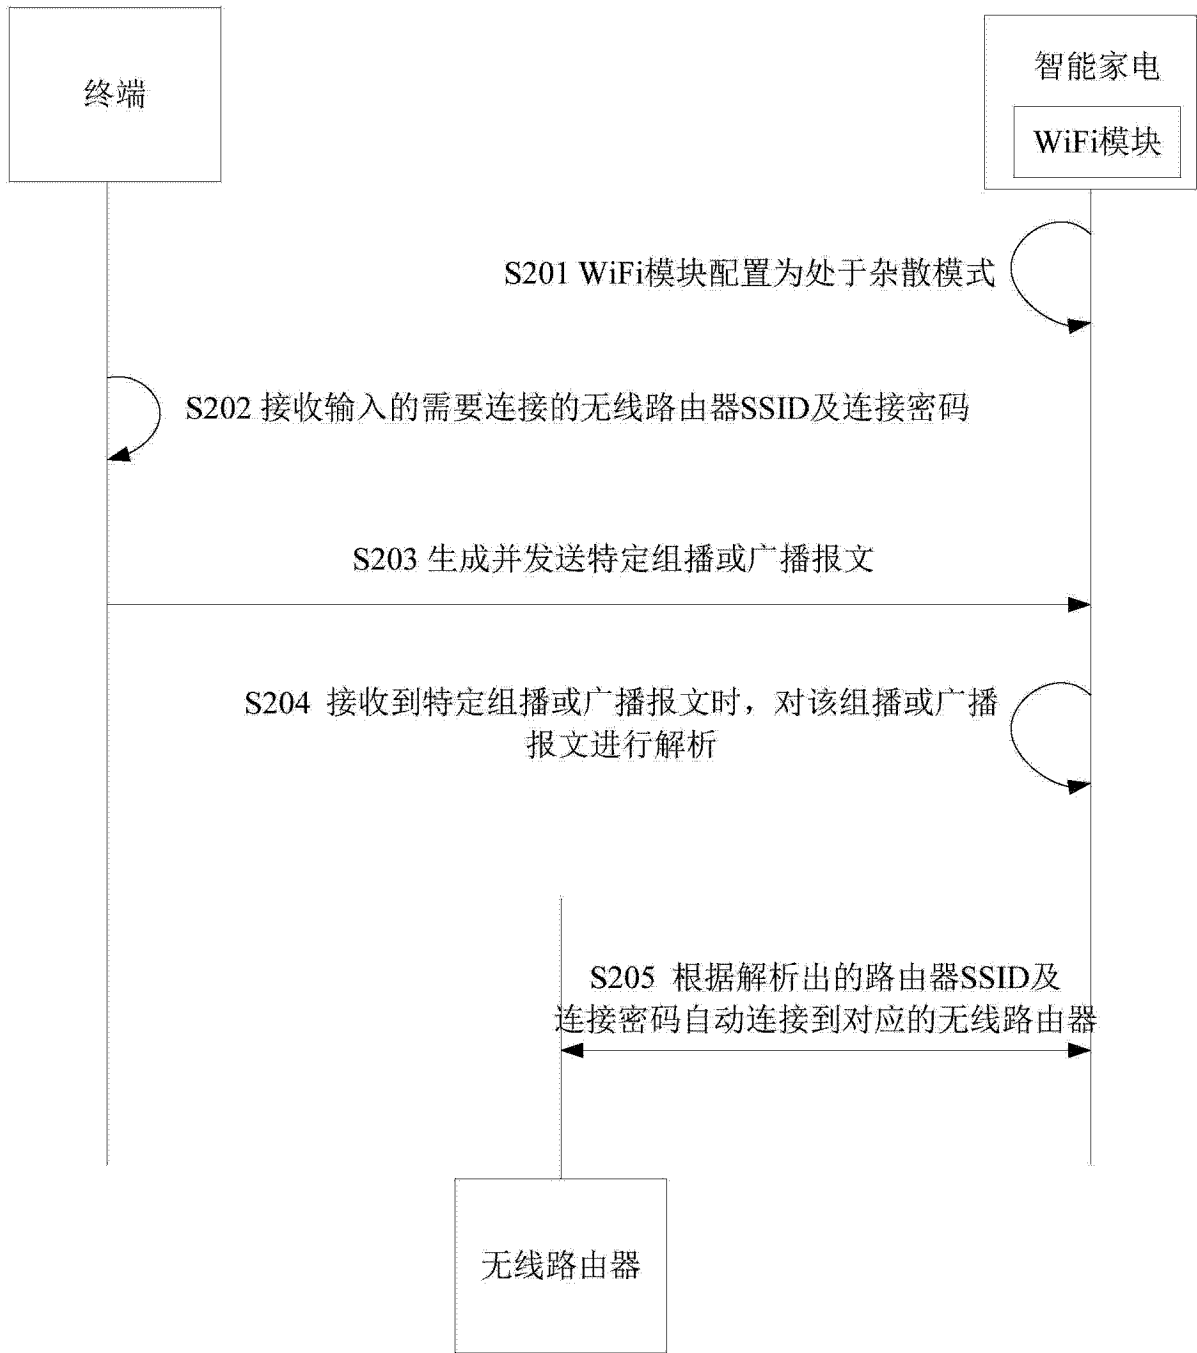 终端
智能家电
WiFi模块
S201 WiFi模块配置为处于杂散模式
S202 接收输入的需要连接的无线路由器SSID及连接密码
S203 生成并发送特定组播或广播报文
S204 接收到特定组播或广播报文时，对该组播或广播
报文进行解析
S205 根据解析出的路由器SSID及
连接密码自动连接到对应的无线路由器
无线路由器